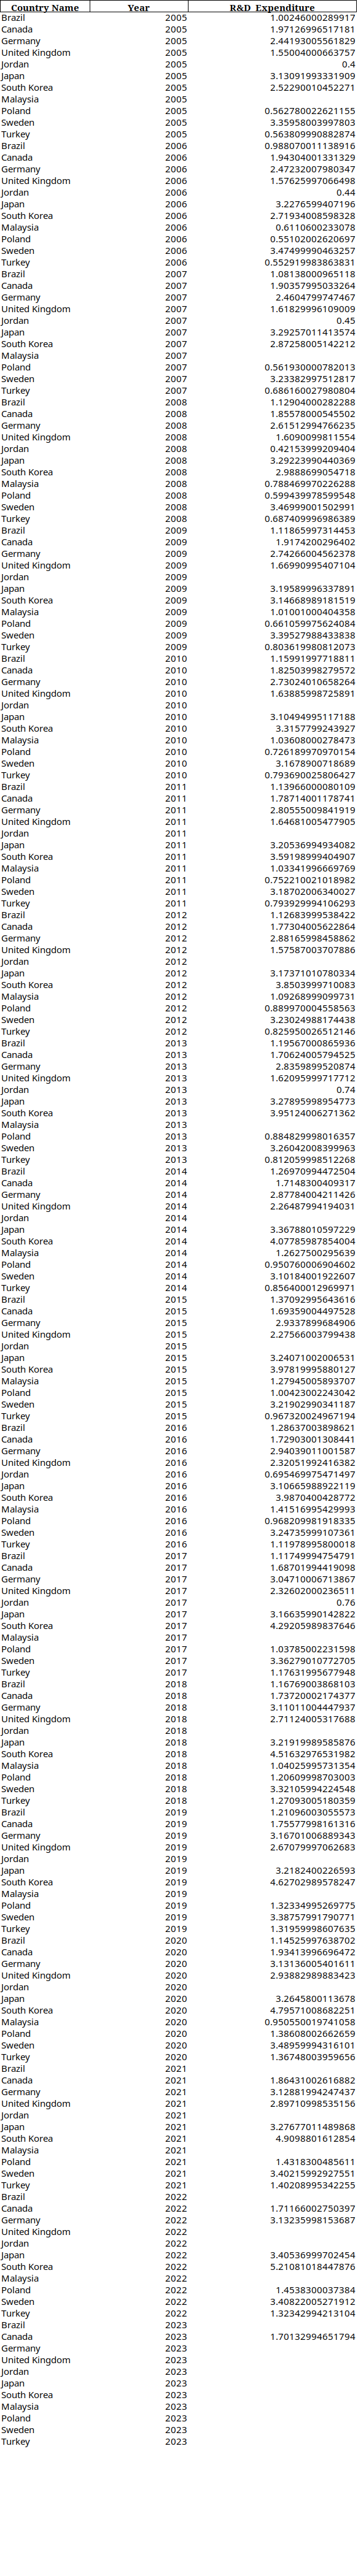 Country Name Year R&D_Expenditure
Brazil 2005 1.00246000289917
Canada 2005 1.97126996517181
Germany 2005 2.44193005561829
United Kingdom 2005 1.55004000663757
Jordan 2005 0.4
Japan 2005 3.13091993331909
South Korea 2005 2.52290010452271
Malaysia 2005
Poland 2005 0.562780022621155
Sweden 2005 3.35958003997803
Turkey 2005 0.563809990882874
Brazil 2006 0.988070011138916
Canada 2006 1.94304001331329
Germany 2006 2.47232007980347
United Kingdom 2006 1.57625997066498
Jordan 2006 0.44
Japan 2006 3.2276599407196
South Korea 2006 2.71934008598328
Malaysia 2006 0.6110600233078
Poland 2006 0.55102002620697
Sweden 2006 3.47499990463257
Turkey 2006 0.552919983863831
Brazil 2007 1.08138000965118
Canada 2007 1.90357995033264
Germany 2007 2.4604799747467
United Kingdom 2007 1.61829996109009
Jordan 2007 0.45
Japan 2007 3.29257011413574
South Korea 2007 2.87258005142212
Malaysia 2007
Poland 2007 0.561930000782013
Sweden 2007 3.23382997512817
Turkey 2007 0.686160027980804
Brazil 2008 1.12904000282288
Canada 2008 1.85578000545502
Germany 2008 2.61512994766235
United Kingdom 2008 1.6090099811554
Jordan 2008 0.42153999209404
Japan 2008 3.29223990440369
South Korea 2008 2.9888699054718
Malaysia 2008 0.788469970226288
Poland 2008 0.599439978599548
Sweden 2008 3.46999001502991
Turkey 2008 0.687409996986389
Brazil 2009 1.11865997314453
Canada 2009 1.9174200296402
Germany 2009 2.74266004562378
United Kingdom 2009 1.66990995407104
Jordan 2009
Japan 2009 3.19589996337891
South Korea 2009 3.14668989181519
Malaysia 2009 1.01001000404358
Poland 2009 0.661059975624084
Sweden 2009 3.39527988433838
Turkey 2009 0.803619980812073
Brazil 2010 1.15991997718811
Canada 2010 1.82503998279572
Germany 2010 2.73024010658264
United Kingdom 2010 1.63885998725891
Jordan 2010
Japan 2010 3.10494995117188
South Korea 2010 3.3157799243927
Malaysia 2010 1.03608000278473
Poland 2010 0.726189970970154
Sweden 2010 3.1678900718689
Turkey 2010 0.793690025806427
Brazil 2011 1.13966000080109
Canada 2011 1.78714001178741
Germany 2011 2.80555009841919
United Kingdom 2011 1.64681005477905
Jordan 2011
Japan 2011 3.20536994934082
South Korea 2011 3.59198999404907
Malaysia 2011 1.03341996669769
Poland 2011 0.752210021018982
Sweden 2011 3.18702006340027
Turkey 2011 0.793929994106293
Brazil 2012 1.12683999538422
Canada 2012 1.77304005622864
Germany 2012 2.88165998458862
United Kingdom 2012 1.57587003707886
Jordan 2012
Japan 2012 3.17371010780334
South Korea 2012 3.8503999710083
Malaysia 2012 1.09268999099731
Poland 2012 0.889970004558563
Sweden 2012 3.23024988174438
Turkey 2012 0.825950026512146
Brazil 2013 1.19567000865936
Canada 2013 1.70624005794525
Germany 2013 2.8359899520874
United Kingdom 2013 1.62095999717712
Jordan 2013 0.74
Japan 2013 3.27895998954773
South Korea 2013 3.95124006271362
Malaysia 2013
Poland 2013 0.884829998016357
Sweden 2013 3.26042008399963
Turkey 2013 0.812059998512268
Brazil 2014 1.26970994472504
Canada 2014 1.7148300409317
Germany 2014 2.87784004211426
United Kingdom 2014 2.26487994194031
Jordan 2014
Japan 2014 3.36788010597229
South Korea 2014 4.07785987854004
Malaysia 2014 1.2627500295639
Poland 2014 0.950760006904602
Sweden 2014 3.10184001922607
Turkey 2014 0.856400012969971
Brazil 2015 1.37092995643616
Canada 2015 1.69359004497528
Germany 2015 2.9337899684906
United Kingdom 2015 2.27566003799438
Jordan 2015
Japan 2015 3.24071002006531
South Korea 2015 3.97819995880127
Malaysia 2015 1.27945005893707
Poland 2015 1.00423002243042
Sweden 2015 3.21902990341187
Turkey 2015 0.967320024967194
Brazil 2016 1.28637003898621
Canada 2016 1.72903001308441
Germany 2016 2.94039011001587
United Kingdom 2016 2.32051992416382
Jordan 2016 0.695469975471497
Japan 2016 3.10665988922119
South Korea 2016 3.9870400428772
Malaysia 2016 1.41516995429993
Poland 2016 0.968209981918335
Sweden 2016 3.24735999107361
Turkey 2016 1.11978995800018
Brazil 2017 1.11749994754791
Canada 2017 1.68701994419098
Germany 2017 3.04710006713867
United Kingdom 2017 2.32602000236511
Jordan 2017 0.76
Japan 2017 3.16635990142822
South Korea 2017 4.29205989837646
Malaysia 2017
Poland 2017 1.03785002231598
Sweden 2017 3.36279010772705
Turkey 2017 1.17631995677948
Brazil 2018 1.16769003868103
Canada 2018 1.73720002174377
Germany 2018 3.11011004447937
United Kingdom 2018 2.71124005317688
Jordan 2018
Japan 2018 3.21919989585876
South Korea 2018 4.51632976531982
Malaysia 2018 1.04025995731354
Poland 2018 1.20609998703003
Sweden 2018 3.32105994224548
Turkey 2018 1.27093005180359
Brazil 2019 1.21096003055573
Canada 2019 1.75577998161316
Germany 2019 3.16701006889343
United Kingdom 2019 2.67079997062683
Jordan 2019
Japan 2019 3.2182400226593
South Korea 2019 4.62702989578247
Malaysia 2019
Poland 2019 1.32334995269775
Sweden 2019 3.38757991790771
Turkey 2019 1.31959998607635
Brazil 2020 1.14525997638702
Canada 2020 1.93413996696472
Germany 2020 3.13136005401611
United Kingdom 2020 2.93882989883423
Jordan 2020
Japan 2020 3.2645800113678
South Korea 2020 4.79571008682251
Malaysia 2020 0.950550019741058
Poland 2020 1.38608002662659
Sweden 2020 3.48959994316101
Turkey 2020 1.36748003959656
Brazil 2021
Canada 2021 1.86431002616882
Germany 2021 3.12881994247437
United Kingdom 2021 2.89710998535156
Jordan 2021
Japan 2021 3.27677011489868
South Korea 2021 4.9098801612854
Malaysia 2021
Poland 2021 1.4318300485611
Sweden 2021 3.40215992927551
Turkey 2021 1.40208995342255
Brazil 2022
Canada 2022 1.71166002750397
Germany 2022 3.13235998153687
United Kingdom 2022
Jordan 2022
Japan 2022 3.40536999702454
South Korea 2022 5.21081018447876
Malaysia 2022
Poland 2022 1.4538300037384
Sweden 2022 3.40822005271912
Turkey 2022 1.32342994213104
Brazil 2023
Canada 2023 1.70132994651794
Germany 2023
United Kingdom 2023
Jordan 2023
Japan 2023
South Korea 2023
Malaysia 2023
Poland 2023
Sweden 2023
Turkey 2023